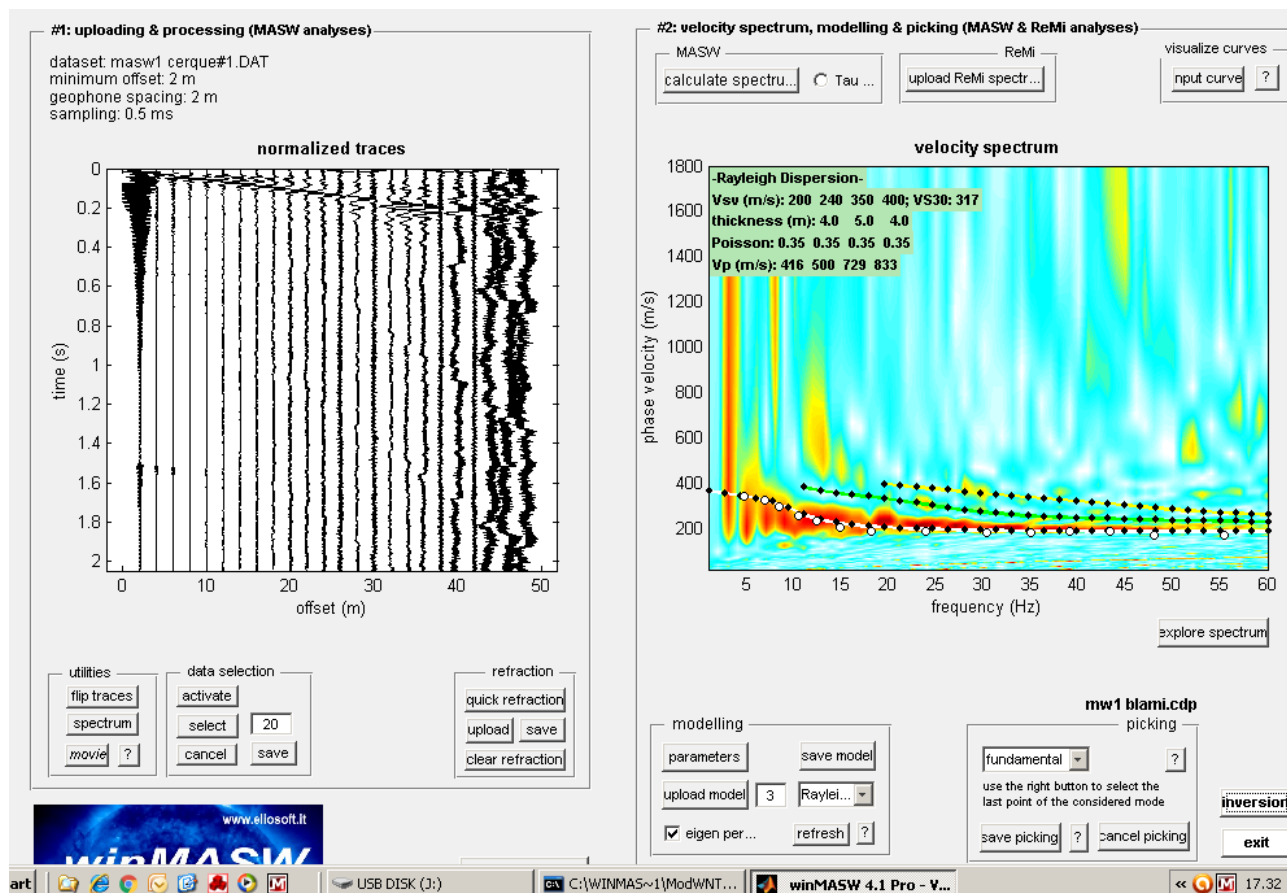 #1: uploading & processing (MASW analyses)
dataset: masw1 cerque#1.DAT
minimum offset: 2 m
geophone spacing: 2 m
sampling: 0.5 ms
normalized traces
0
0.2
0.4
0.6
0.8
1
1.2
1.4
1.6
1.8
2
time (s)
0 10 20 30 40 50
offset (m)
utilities
flip traces
spectrum
movie ?
data selection
activate
select 20
cancel save
refraction
quick refraction
upload save
clear refraction
www.ellosoft.it
winMASW
#2: velocity spectrum, modelling & picking (MASW & ReMi analyses)
MASW
calculate spectru... Tau ...
ReMi
upload ReMi spectr...
visualize curves
nput curve ?
velocity spectrum
-Rayleigh Dispersion-
Vsv (m/s): 200 240 350 400; VS30: 317
thickness (m): 4.0 5.0 4.0
Poisson: 0.35 0.35 0.35 0.35
Vp (m/s): 416 500 729 833
1800
1600
1400
1200
1000
800
600
400
200
phase velocity (m/s)
5 10 15 20 25 30 35 40 45 50 55 60
frequency (Hz)
explore spectrum
mw1 blami.cdp
modelling
parameters save model
upload model 3 Raylei...
eigen per... refresh ?
picking
fundamental ?
use the right button to select the
last point of the considered mode
save picking ? cancel picking
inversion
exit
art USB DISK (J:) C:\WINMAS~1\ModWNT... winMASW 4.1 Pro - V... « 17.32